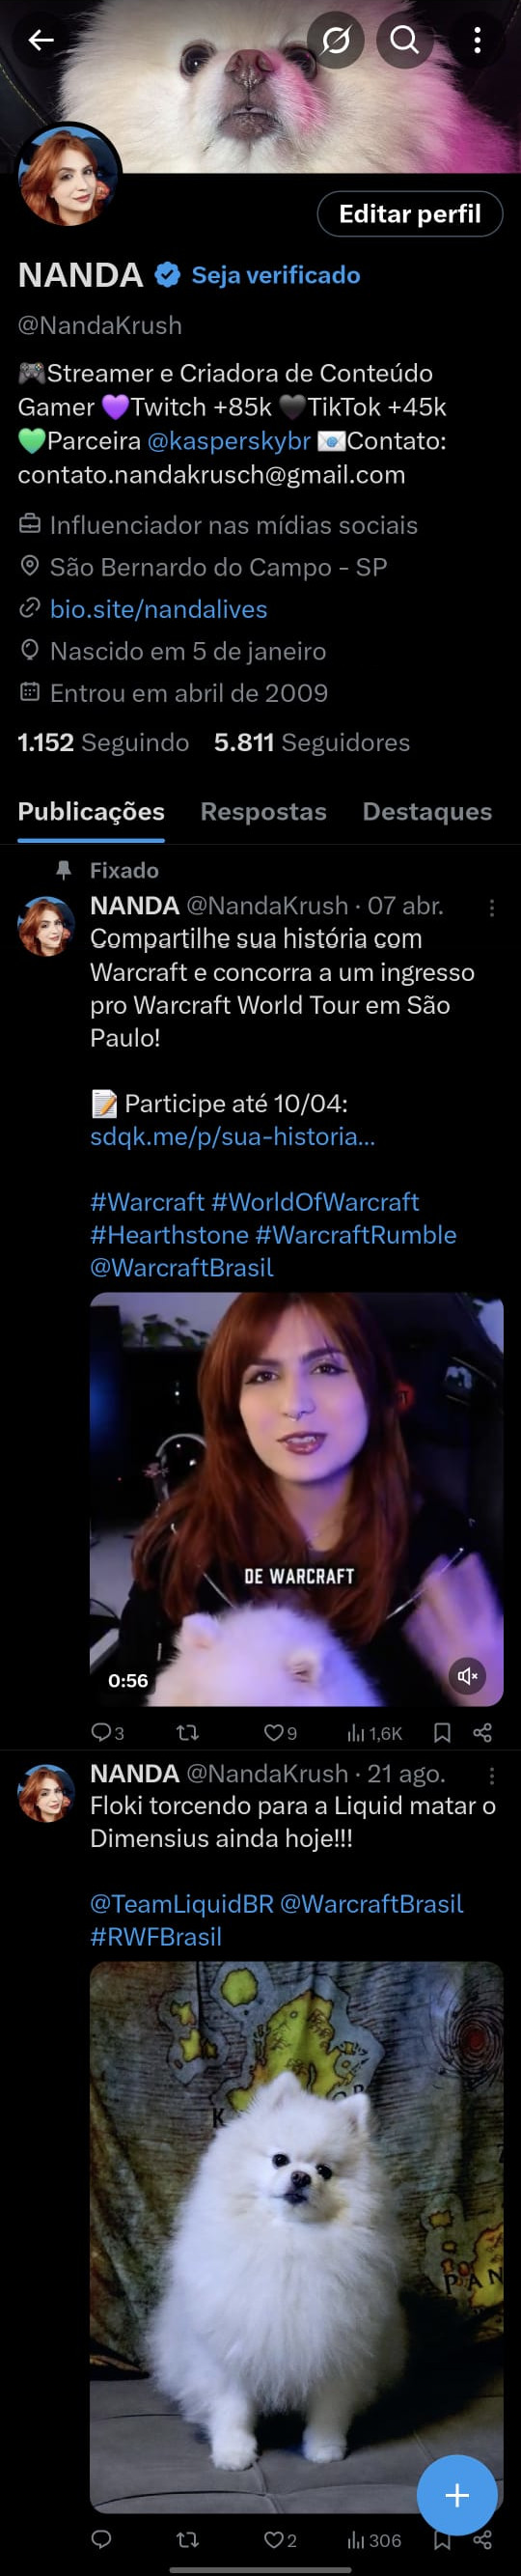 Editar perfil
NANDA Seja verificado
@NandaKrush
🎮Streamer e Criadora de Conteúdo
Gamer 💜Twitch +85k 🖤TikTok +45k
💚Parceira @kasperskybr 📧Contato:
contato.nandakrusch@gmail.com
Influenciador nas mídias sociais
São Bernardo do Campo - SP
bio.site/nandalives
Nascido em 5 de janeiro
Entrou em abril de 2009
1.152 Seguindo 5.811 Seguidores
Publicações Respostas Destaques
Fixado
NANDA @NandaKrush · 07 abr.
Compartilhe sua história com
Warcraft e concorra a um ingresso
pro Warcraft World Tour em São
Paulo!
📝 Participe até 10/04:
sdqk.me/p/sua-historia...
#Warcraft #WorldOfWarcraft
#Hearthstone #WarcraftRumble
@WarcraftBrasil
DE WARCRAFT
0:56
3 9 1,6K
NANDA @NandaKrush · 21 ago.
Floki torcendo para a Liquid matar o
Dimensius ainda hoje!!!
@TeamLiquidBR @WarcraftBrasil
#RWFBrasil
K
PAN
2 306